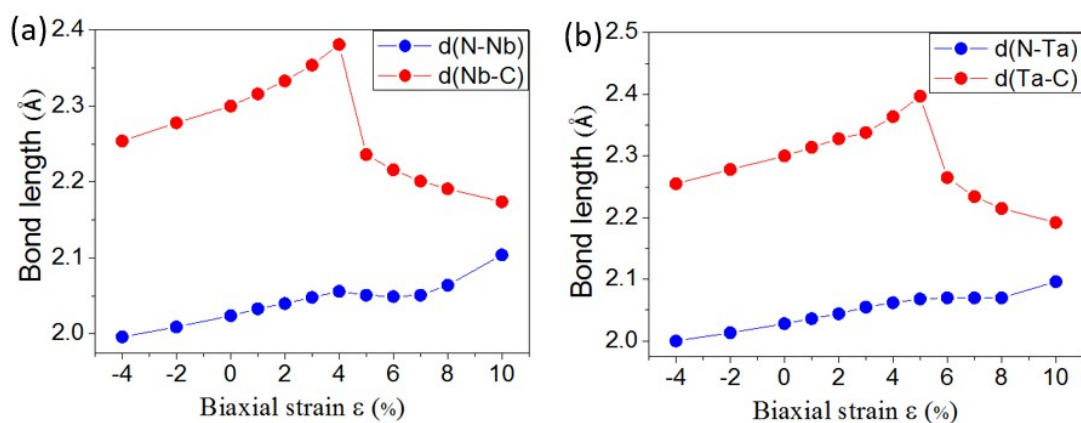 (a)
d(N-Nb)
d(Nb-C)
2.4
2.3
2.2
2.1
2.0
Bond length (Å)
-4 -2 0 2 4 6 8 10
Biaxial strain ε (%)
(b)
d(N-Ta)
d(Ta-C)
2.5
2.4
2.3
2.2
2.1
2.0
Bond length (Å)
-4 -2 0 2 4 6 8 10
Biaxial strain ε (%)